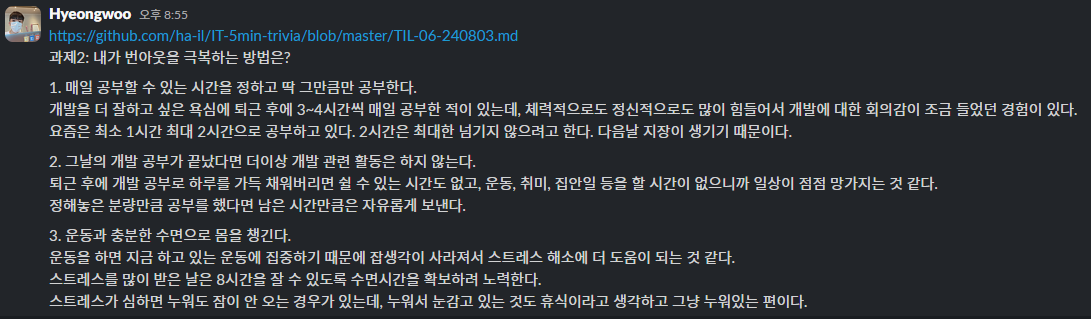 Hyeongwoo 오후 8:55
https://github.com/ha-il/IT-5min-trivia/blob/master/TIL-06-240803.md
과제2: 내가 번아웃을 극복하는 방법은?
1. 매일 공부할 수 있는 시간을 정하고 딱 그만큼만 공부한다.
개발을 더 잘하고 싶은 욕심에 퇴근 후에 3~4시간씩 매일 공부한 적이 있는데, 체력적으로도 정신적으로도 많이 힘들어서 개발에 대한 회의감이 조금 들었던 경험이 있다.
요즘은 최소 1시간 최대 2시간으로 공부하고 있다. 2시간은 최대한 넘기지 않으려고 한다. 다음날 지장이 생기기 때문이다.
2. 그날의 개발 공부가 끝났다면 더이상 개발 관련 활동은 하지 않는다.
퇴근 후에 개발 공부로 하루를 가득 채워버리면 쉴 수 있는 시간도 없고, 운동, 취미, 집안일 등을 할 시간이 없으니까 일상이 점점 망가지는 것 같다.
정해놓은 분량만큼 공부를 했다면 남은 시간만큼은 자유롭게 보낸다.
3. 운동과 충분한 수면으로 몸을 챙긴다.
운동을 하면 지금 하고 있는 운동에 집중하기 때문에 잡생각이 사라져서 스트레스 해소에 더 도움이 되는 것 같다.
스트레스를 많이 받은 날은 8시간을 잘 수 있도록 수면시간을 확보하려 노력한다.
스트레스가 심하면 누워도 잠이 안 오는 경우가 있는데, 누워서 눈감고 있는 것도 휴식이라고 생각하고 그냥 누워있는 편이다.